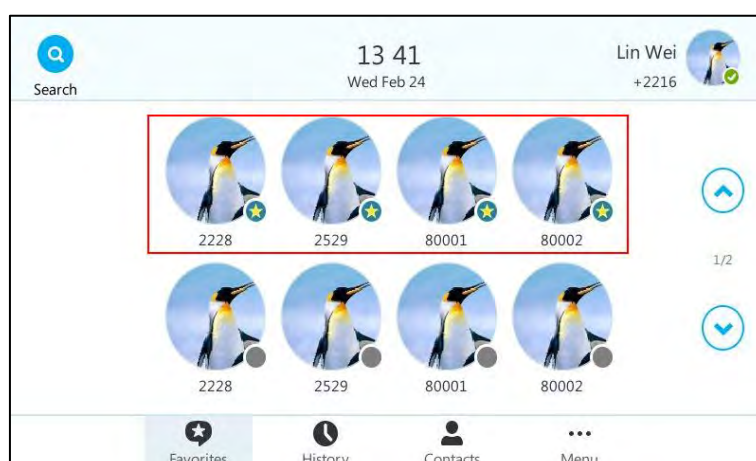 13 41
Lin Wei
Search
Wed Feb 24
+2216
2228 2529 80001 80002
1/2
2228 2529 80001 80002
Favorites History Contacts Menu